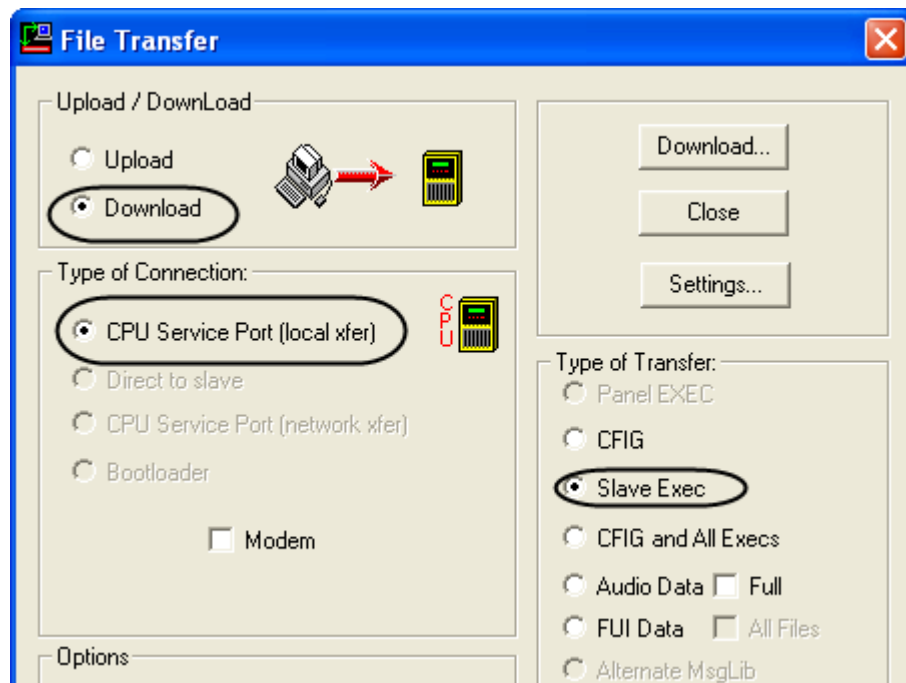 File Transfer
Upload / DownLoad
Upload
Download
Download...
Close
Settings...
Type of Connection:
CPU
CPU Service Port (local xfer)
Direct to slave
CPU Service Port (network xfer)
Bootloader
Modem
Type of Transfer:
Panel EXEC
CFIG
Slave Exec
CFIG and All Execs
Audio Data Full
FUI Data All Files
Alternate MsgLib
Options